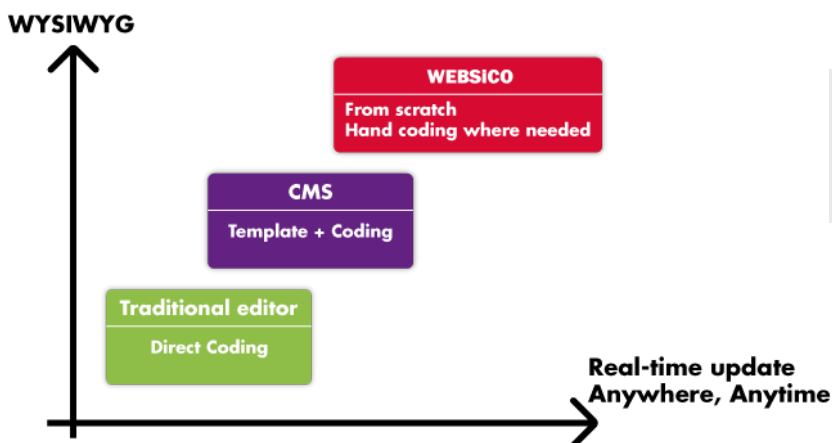 WYSIWYG
WEBSiCO
From scratch
Hand coding where needed
CMS
Template + Coding
Traditional editor
Direct Coding
Real-time update
Anywhere, Anytime